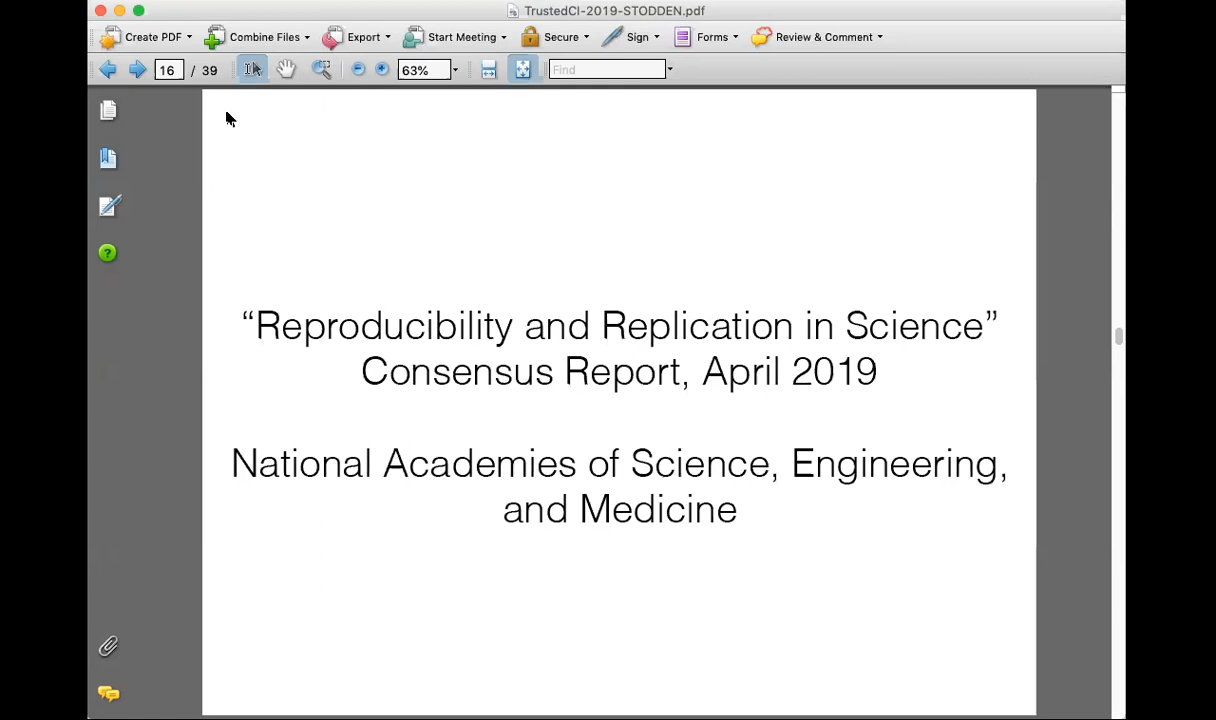 TrustedCI-2019-STODDEN.pdf
Create PDF Combine Files Export Start Meeting Secure Sign Forms Review & Comment
16 / 39 63% Find
“Reproducibility and Replication in Science”
Consensus Report, April 2019
National Academies of Science, Engineering,
and Medicine